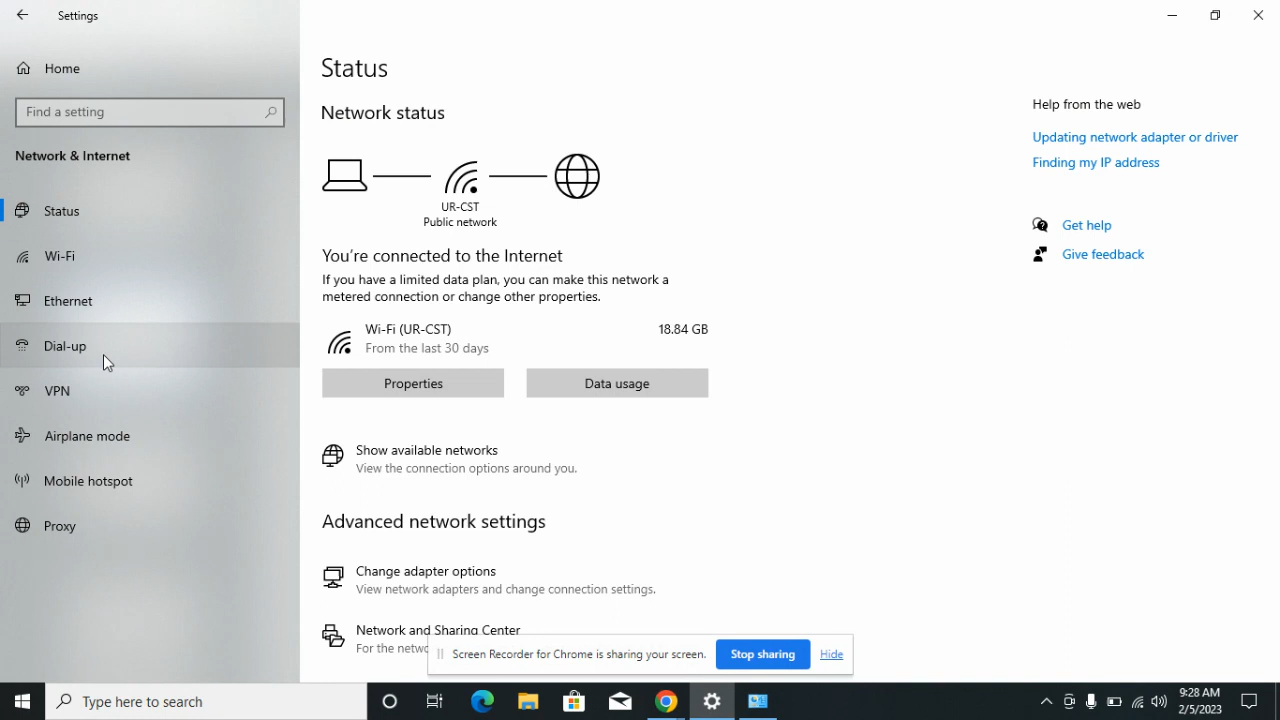 Settings
Home
Find a setting
Network & Internet
Status
Wi-Fi
Ethernet
Dial-up
VPN
Airplane mode
Mobile hotspot
Proxy
Status
Network status
UR-CST
Public network
You're connected to the Internet
If you have a limited data plan, you can make this network a
metered connection or change other properties.
Wi-Fi (UR-CST)
18.84 GB
From the last 30 days
Properties
Data usage
Show available networks
View the connection options around you.
Advanced network settings
Change adapter options
View network adapters and change connection settings.
Network and Sharing Center
For the
Screen Recorder for Chrome is sharing your screen.
Stop sharing
Hide
Help from the web
Updating network adapter or driver
Finding my IP address
Get help
Give feedback
Type here to search
9:28 AM
2/5/2023